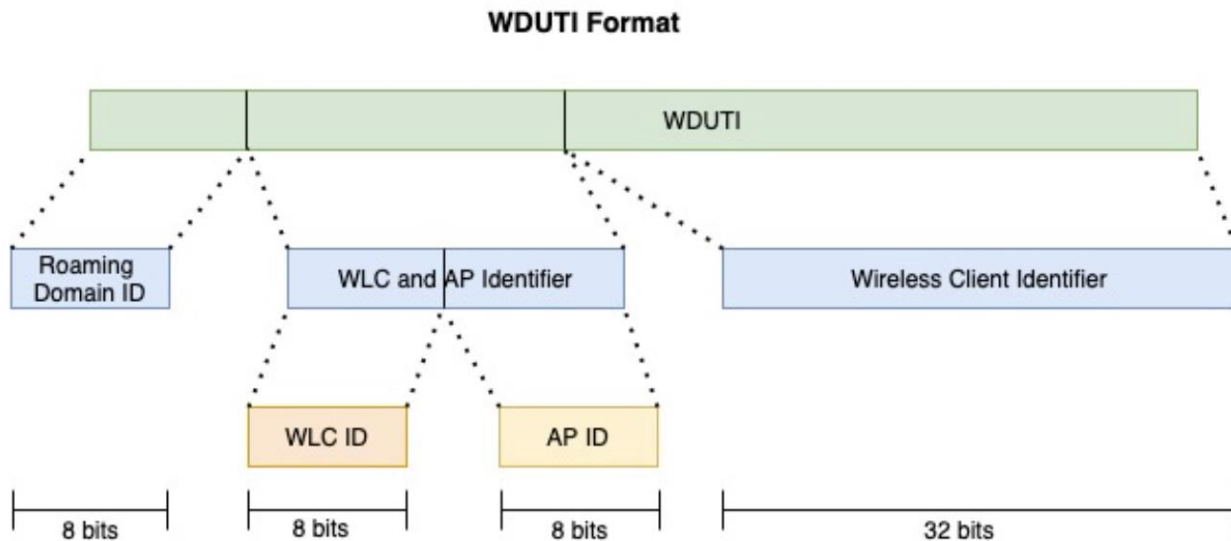 WDUTI Format
WDUTI
Roaming
Domain ID
WLC and AP Identifier
Wireless Client Identifier
WLC ID
AP ID
8 bits
8 bits
8 bits
32 bits